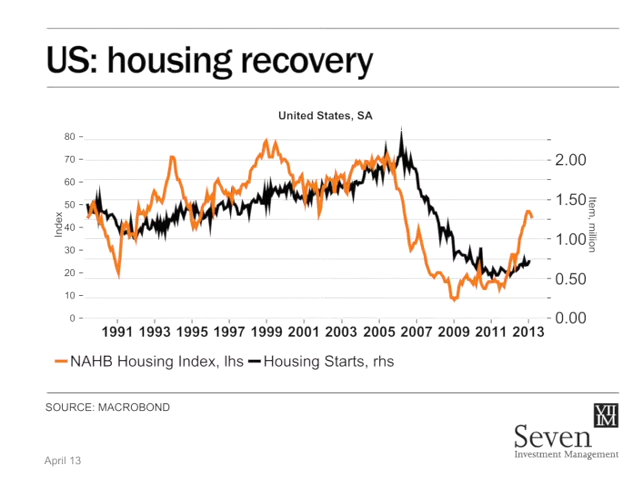 US: housing recovery
United States, SA
80
70
60
50
40
30
20
10
0
Index
2.00
1.50
1.00
0.50
0.00
Item, million
1991 1993 1995 1997 1999 2001 2003 2005 2007 2009 2011 2013
NAHB Housing Index, lhs Housing Starts, rhs
SOURCE: MACROBOND
VII
IM
Seven
Investment Management
April 13